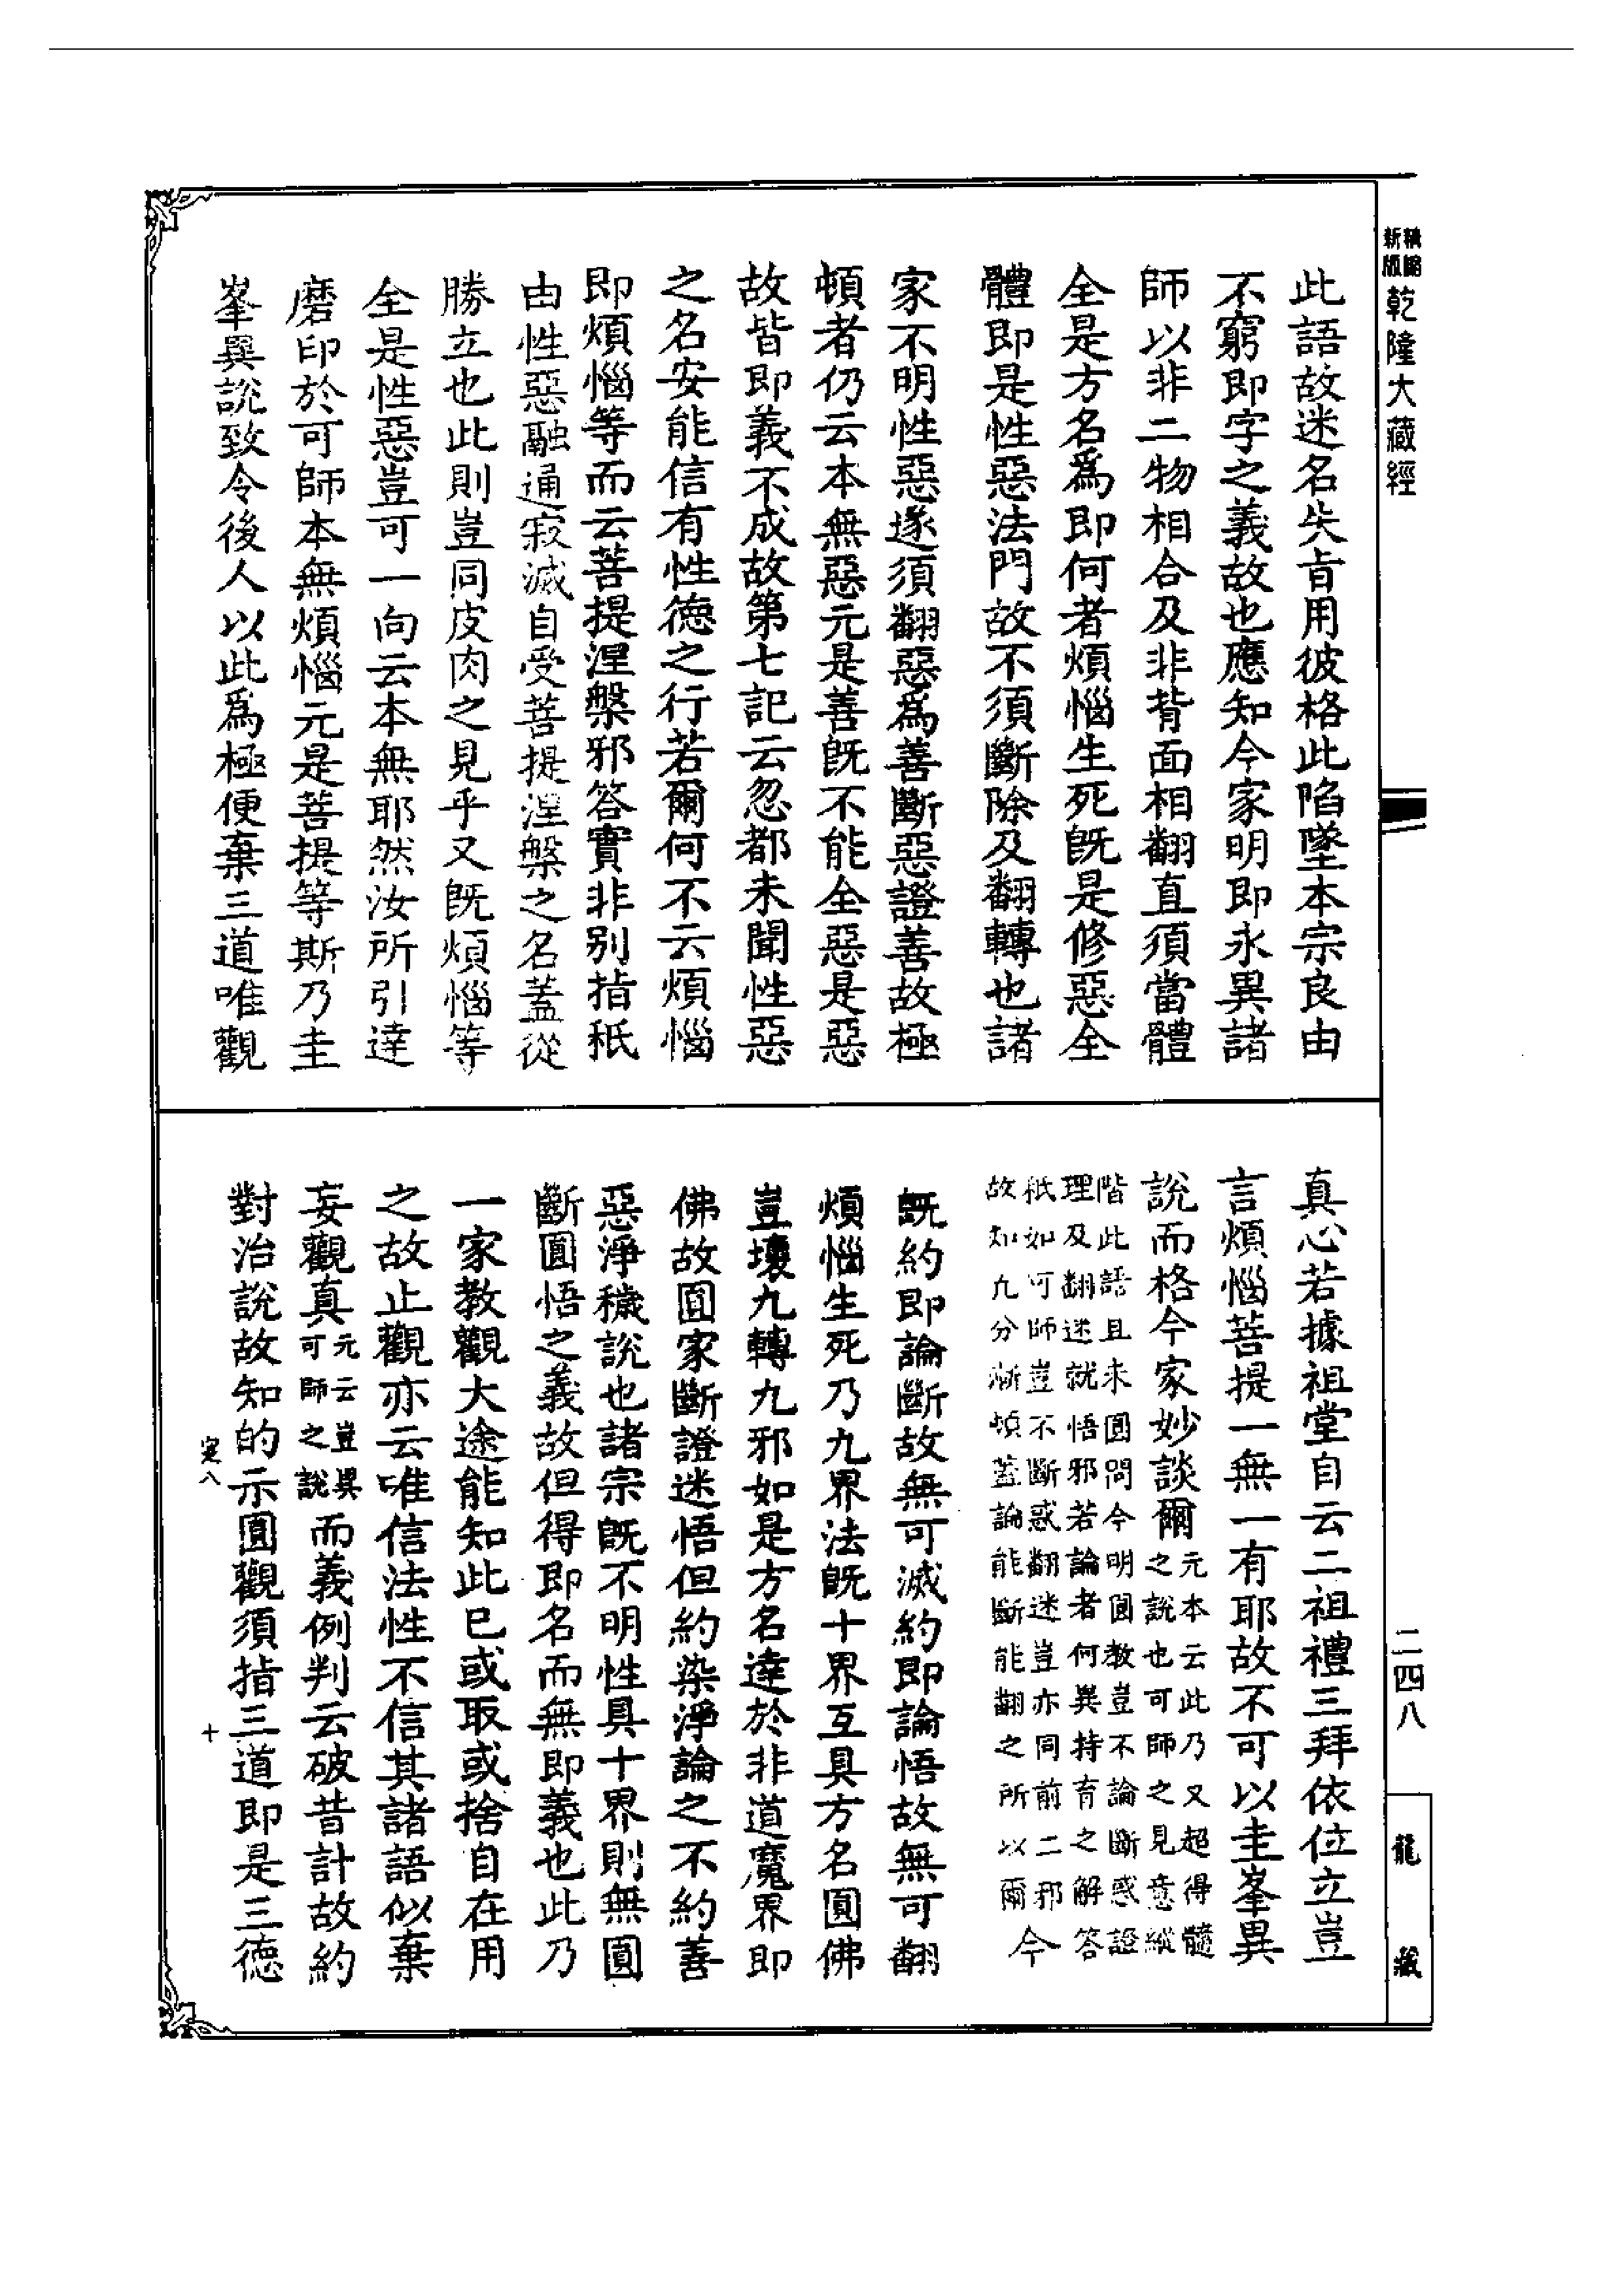 精縮
新版
乾隆大藏經
此語故迷名失旨用彼格此陷墜本宗良由
不窮即字之義故也應知今家明即永異諸
師以非二物相合及非背面相翻直須當體
全是方名爲即何者煩惱生死旣是修惡全
體即是性惡法門故不須斷除及翻轉也諸
家不明性惡遂須翻惡爲善斷惡證善故極
頓者仍云本無惡元是善旣不能全惡是惡
故皆即義不成故第七記云忽都未聞性惡
之名安能信有性德之行若爾何不云煩惱
即煩惱等而云菩提涅槃邪答實非別指秖
由性惡融通寂滅自受菩提涅槃之名蓋從
勝立也此則豈同皮肉之見乎又旣煩惱等
全是性惡豈可一向云本無耶然汝所引達
磨印於可師本無煩惱元是菩提等斯乃圭
峯異說致令後人以此爲極便棄三道唯觀
真心若據祖堂自云二祖禮三拜依位立豈
言煩惱菩提一無一有耶故不可以圭峯異
說而格今家妙談爾元本云此乃又超得髓
之說也可師之見意縱
階此語且未圓問今明圓教豈不論斷惑證
理及翻迷就悟邪若論者何異持育之解答
秖如可師豈不斷惑翻迷豈亦同前二邪今
故知凡分漸頓蓋論能斷能翻之所以爾
旣約即論斷故無可滅約即論悟故無可翻
煩惱生死乃九界法旣十界互具方名圓佛
豈壞九轉九邪如是方名達於非道魔界即
佛故圓家斷證迷悟但約染淨論之不約善
惡淨穢說也諸宗旣不明性具十界則無圓
斷圓悟之義故但得即名而無即義也此乃
一家教觀大途能知此已或取或捨自在用
之故止觀亦云唯信法性不信其諸語似棄
妄觀真元云豈異
可師之說而義例判云破昔計故約
對治說故知的示圓觀須指三道即是三德
定八
十
二四八
龍
藏